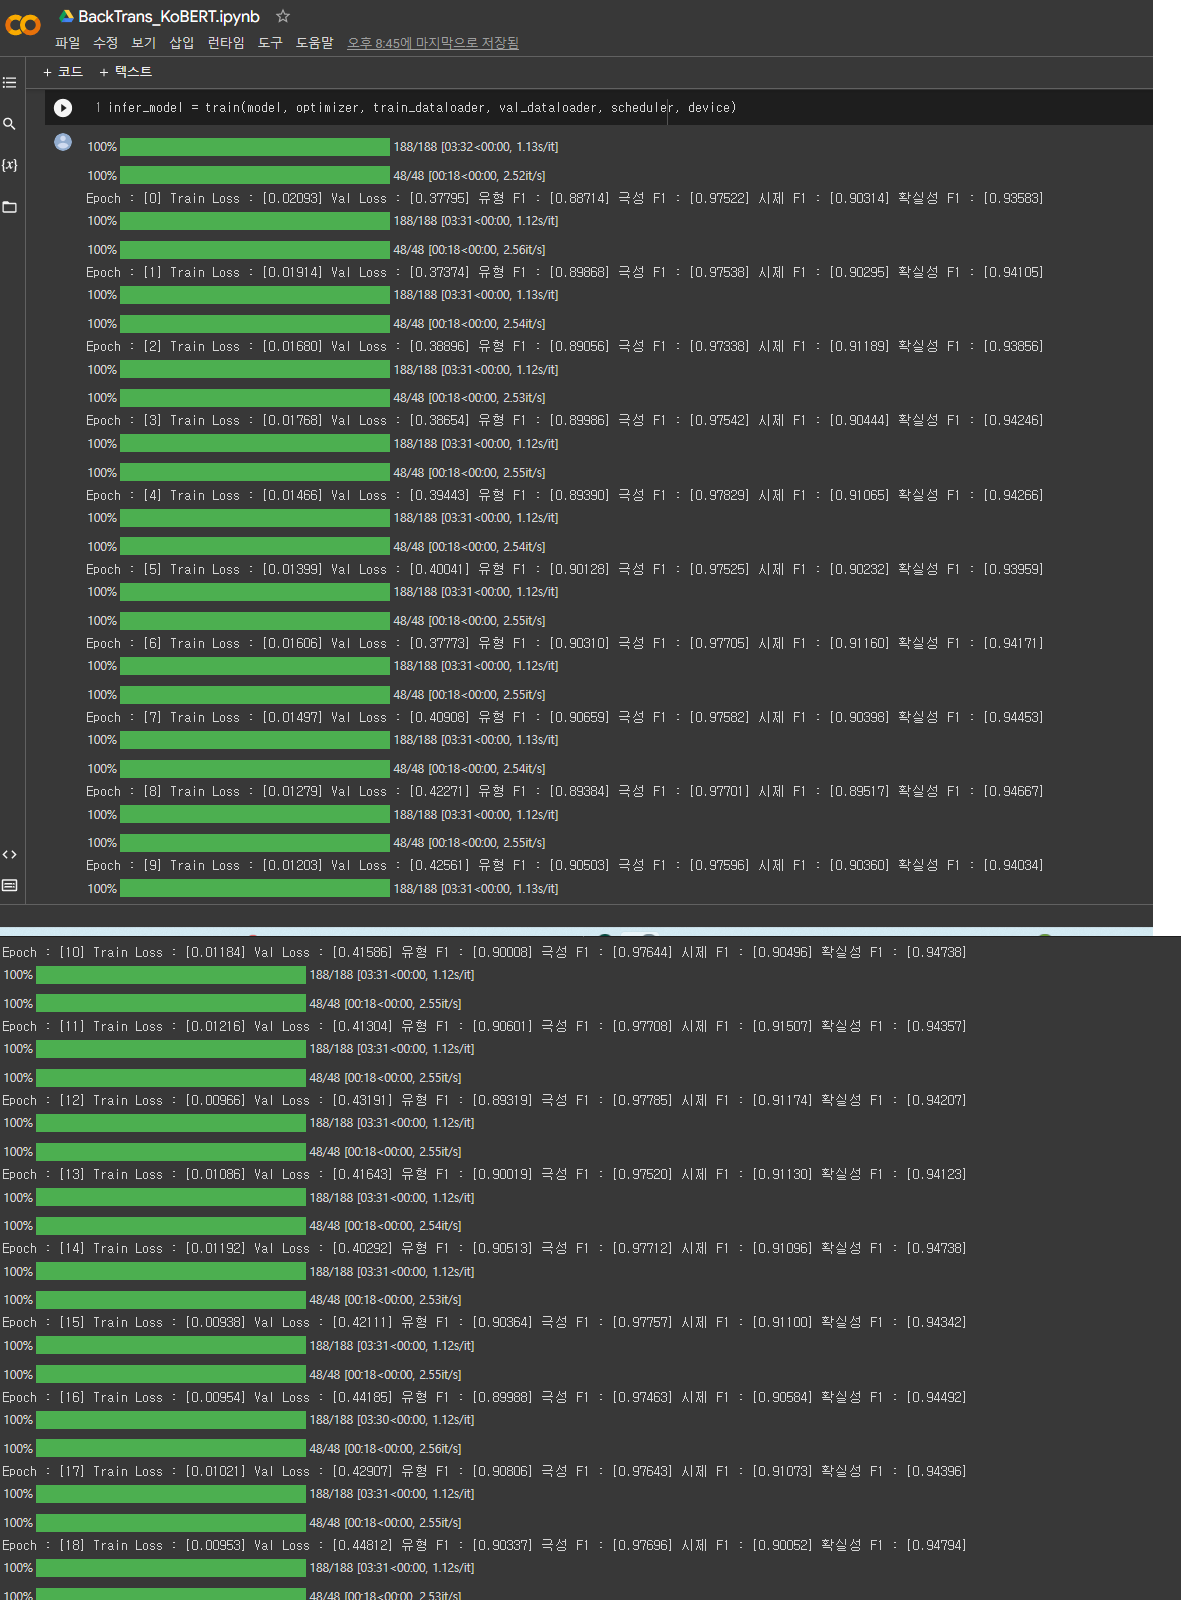 BackTrans_KoBERT.ipynb
파일 수정 보기 삽입 런타임 도구 도움말 오후 8:45에 마지막으로 저장됨
+ 코드 + 텍스트
1 infer_model = train(model, optimizer, train_dataloader, val_dataloader, scheduler, device)
{x}
100% 188/188 [03:32<00:00, 1.13s/it]
100% 48/48 [00:18<00:00, 2.52it/s]
Epoch : [0] Train Loss : [0.02093] Val Loss : [0.37795] 유형 F1 : [0.88714] 극성 F1 : [0.97522] 시제 F1 : [0.90314] 확실성 F1 : [0.93583]
100% 188/188 [03:31<00:00, 1.12s/it]
100% 48/48 [00:18<00:00, 2.56it/s]
Epoch : [1] Train Loss : [0.01914] Val Loss : [0.37374] 유형 F1 : [0.89868] 극성 F1 : [0.97538] 시제 F1 : [0.90295] 확실성 F1 : [0.94105]
100% 188/188 [03:31<00:00, 1.13s/it]
100% 48/48 [00:18<00:00, 2.54it/s]
Epoch : [2] Train Loss : [0.01680] Val Loss : [0.38896] 유형 F1 : [0.89056] 극성 F1 : [0.97338] 시제 F1 : [0.91189] 확실성 F1 : [0.93856]
100% 188/188 [03:31<00:00, 1.12s/it]
100% 48/48 [00:18<00:00, 2.53it/s]
Epoch : [3] Train Loss : [0.01768] Val Loss : [0.38654] 유형 F1 : [0.89986] 극성 F1 : [0.97542] 시제 F1 : [0.90444] 확실성 F1 : [0.94246]
100% 188/188 [03:31<00:00, 1.12s/it]
100% 48/48 [00:18<00:00, 2.55it/s]
Epoch : [4] Train Loss : [0.01466] Val Loss : [0.39443] 유형 F1 : [0.89390] 극성 F1 : [0.97829] 시제 F1 : [0.91065] 확실성 F1 : [0.94266]
100% 188/188 [03:31<00:00, 1.12s/it]
100% 48/48 [00:18<00:00, 2.54it/s]
Epoch : [5] Train Loss : [0.01399] Val Loss : [0.40041] 유형 F1 : [0.90128] 극성 F1 : [0.97525] 시제 F1 : [0.90232] 확실성 F1 : [0.93959]
100% 188/188 [03:31<00:00, 1.12s/it]
100% 48/48 [00:18<00:00, 2.55it/s]
Epoch : [6] Train Loss : [0.01606] Val Loss : [0.37773] 유형 F1 : [0.90310] 극성 F1 : [0.97705] 시제 F1 : [0.91160] 확실성 F1 : [0.94171]
100% 188/188 [03:31<00:00, 1.12s/it]
100% 48/48 [00:18<00:00, 2.55it/s]
Epoch : [7] Train Loss : [0.01497] Val Loss : [0.40908] 유형 F1 : [0.90659] 극성 F1 : [0.97582] 시제 F1 : [0.90398] 확실성 F1 : [0.94453]
100% 188/188 [03:31<00:00, 1.13s/it]
100% 48/48 [00:18<00:00, 2.54it/s]
Epoch : [8] Train Loss : [0.01279] Val Loss : [0.42271] 유형 F1 : [0.89384] 극성 F1 : [0.97701] 시제 F1 : [0.89517] 확실성 F1 : [0.94667]
100% 188/188 [03:31<00:00, 1.12s/it]
100% 48/48 [00:18<00:00, 2.55it/s]
Epoch : [9] Train Loss : [0.01203] Val Loss : [0.42561] 유형 F1 : [0.90503] 극성 F1 : [0.97596] 시제 F1 : [0.90360] 확실성 F1 : [0.94034]
100% 188/188 [03:31<00:00, 1.13s/it]
Epoch : [10] Train Loss : [0.01184] Val Loss : [0.41586] 유형 F1 : [0.90008] 극성 F1 : [0.97644] 시제 F1 : [0.90496] 확실성 F1 : [0.94738]
100% 188/188 [03:31<00:00, 1.12s/it]
100% 48/48 [00:18<00:00, 2.55it/s]
Epoch : [11] Train Loss : [0.01216] Val Loss : [0.41304] 유형 F1 : [0.90601] 극성 F1 : [0.97708] 시제 F1 : [0.91507] 확실성 F1 : [0.94357]
100% 188/188 [03:31<00:00, 1.12s/it]
100% 48/48 [00:18<00:00, 2.55it/s]
Epoch : [12] Train Loss : [0.00966] Val Loss : [0.43191] 유형 F1 : [0.89319] 극성 F1 : [0.97785] 시제 F1 : [0.91174] 확실성 F1 : [0.94207]
100% 188/188 [03:31<00:00, 1.12s/it]
100% 48/48 [00:18<00:00, 2.55it/s]
Epoch : [13] Train Loss : [0.01086] Val Loss : [0.41643] 유형 F1 : [0.90019] 극성 F1 : [0.97520] 시제 F1 : [0.91130] 확실성 F1 : [0.94123]
100% 188/188 [03:31<00:00, 1.12s/it]
100% 48/48 [00:18<00:00, 2.54it/s]
Epoch : [14] Train Loss : [0.01192] Val Loss : [0.40292] 유형 F1 : [0.90513] 극성 F1 : [0.97712] 시제 F1 : [0.91096] 확실성 F1 : [0.94738]
100% 188/188 [03:31<00:00, 1.12s/it]
100% 48/48 [00:18<00:00, 2.53it/s]
Epoch : [15] Train Loss : [0.00938] Val Loss : [0.42111] 유형 F1 : [0.90364] 극성 F1 : [0.97757] 시제 F1 : [0.91100] 확실성 F1 : [0.94342]
100% 188/188 [03:31<00:00, 1.12s/it]
100% 48/48 [00:18<00:00, 2.55it/s]
Epoch : [16] Train Loss : [0.00954] Val Loss : [0.44185] 유형 F1 : [0.89988] 극성 F1 : [0.97463] 시제 F1 : [0.90584] 확실성 F1 : [0.94492]
100% 188/188 [03:30<00:00, 1.12s/it]
100% 48/48 [00:18<00:00, 2.56it/s]
Epoch : [17] Train Loss : [0.01021] Val Loss : [0.42907] 유형 F1 : [0.90806] 극성 F1 : [0.97643] 시제 F1 : [0.91073] 확실성 F1 : [0.94396]
100% 188/188 [03:31<00:00, 1.12s/it]
100% 48/48 [00:18<00:00, 2.55it/s]
Epoch : [18] Train Loss : [0.00953] Val Loss : [0.44812] 유형 F1 : [0.90337] 극성 F1 : [0.97696] 시제 F1 : [0.90052] 확실성 F1 : [0.94794]
100% 188/188 [03:31<00:00, 1.12s/it]
100% 48/48 [00:18<00:00, 2.53it/s]